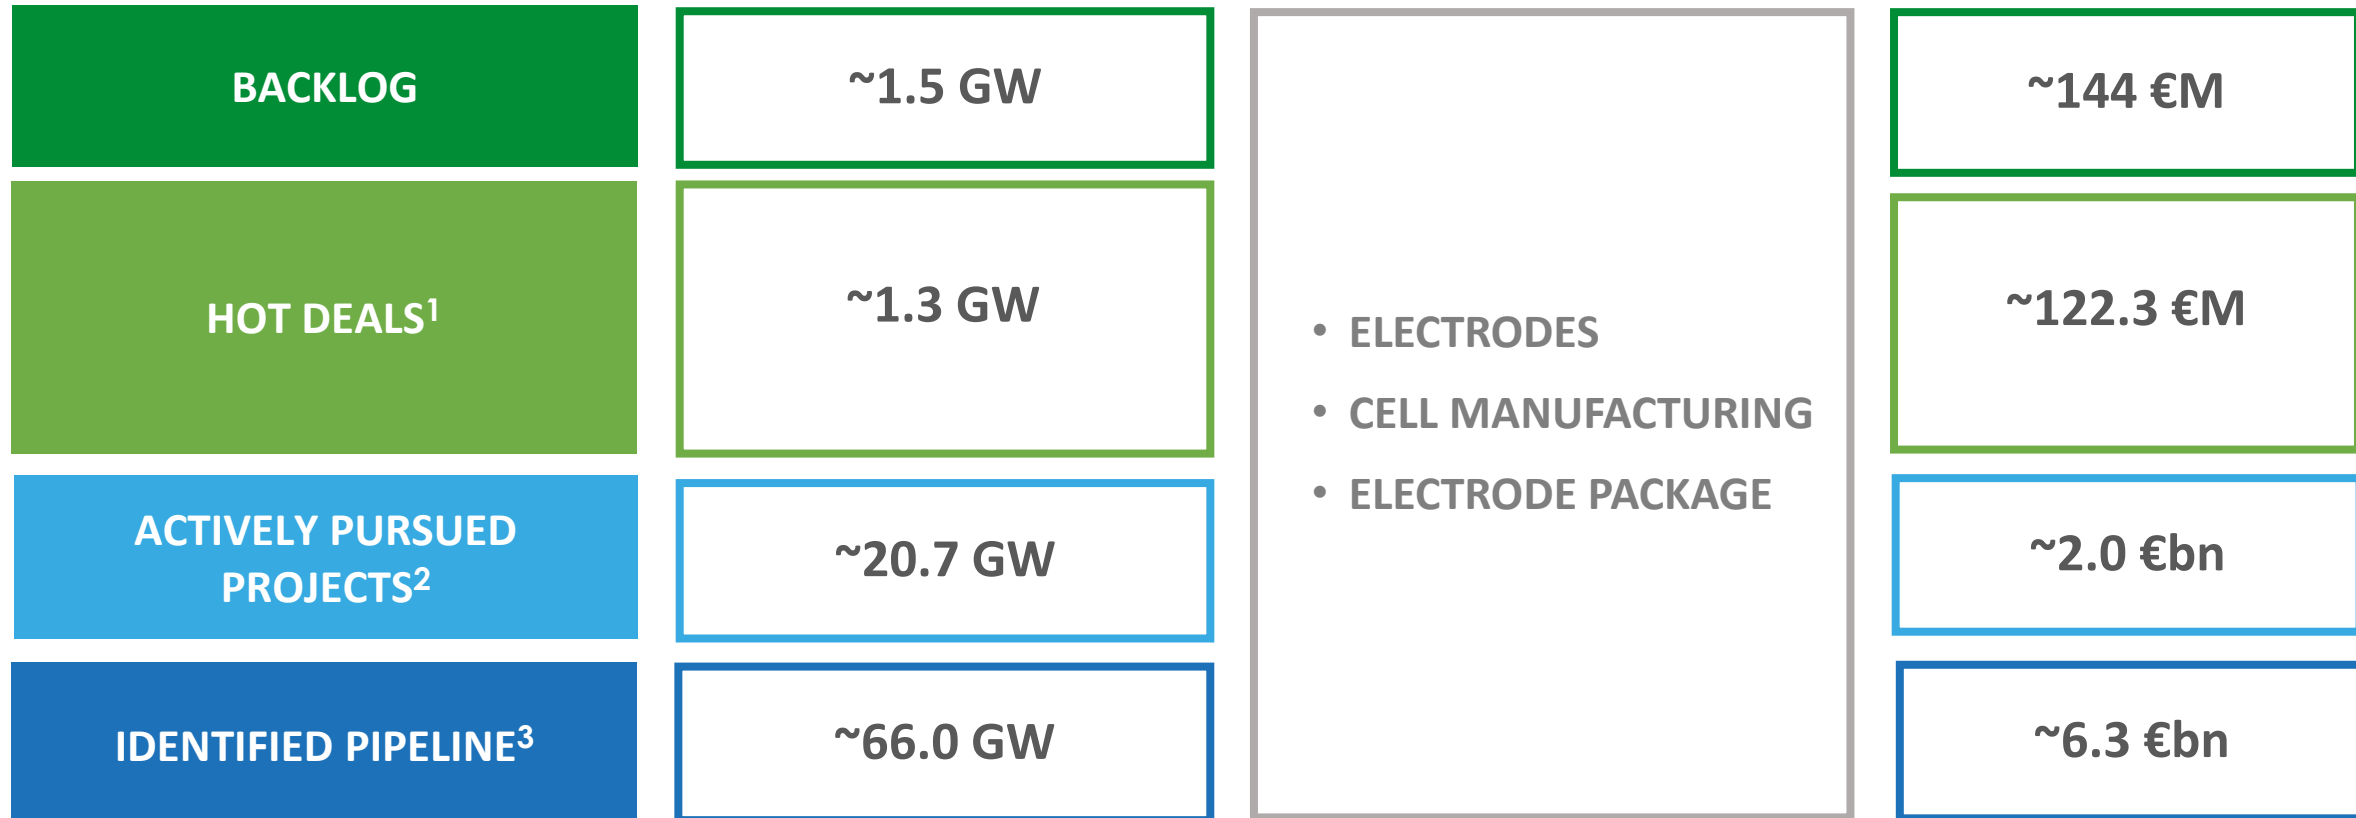 BACKLOG
~1.5 GW
~144 €M
HOT DEALS¹
~1.3 GW
~122.3 €M
• ELECTRODES
• CELL MANUFACTURING
• ELECTRODE PACKAGE
ACTIVELY PURSUED
PROJECTS²
~20.7 GW
~2.0 €bn
IDENTIFIED PIPELINE³
~66.0 GW
~6.3 €bn